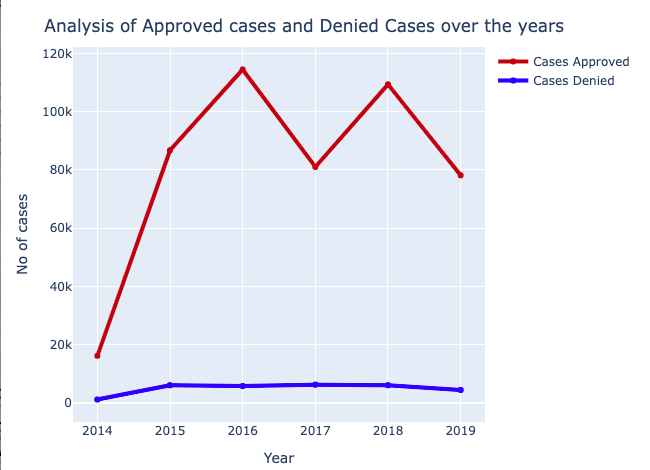 Analysis of Approved cases and Denied Cases over the years
Cases Approved
Cases Denied
120k
100k
80k
60k
40k
20k
0
No of cases
2014 2015 2016 2017 2018 2019
Year